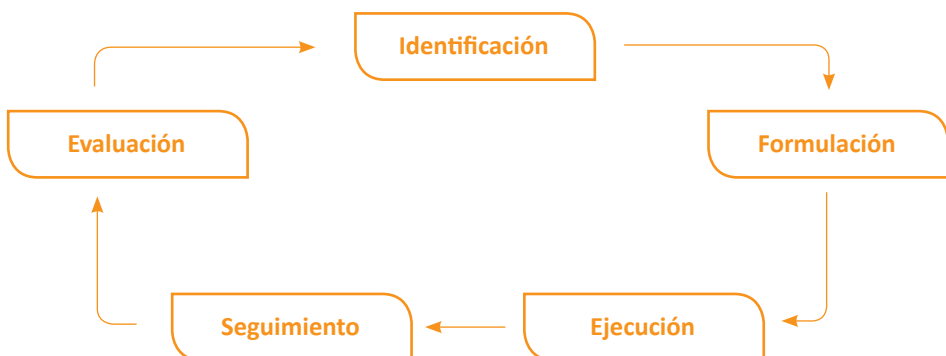 Identificación
Evaluación
Formulación
Seguimiento
Ejecución